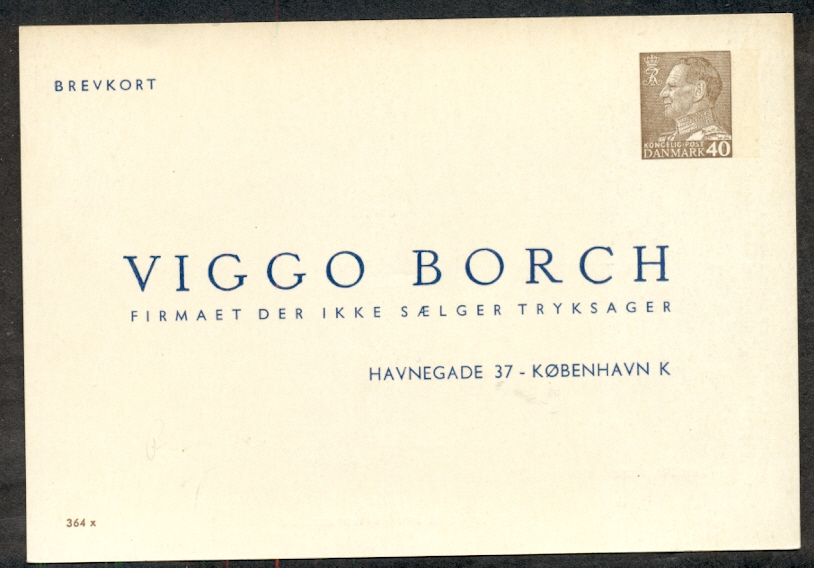 BREVKORT
KONGELIG·POST
DANMARK 40
VIGGO BORCH
FIRMAET DER IKKE SÆLGER TRYKSAGER
HAVNEGADE 37 - KØBENHAVN K
364 x